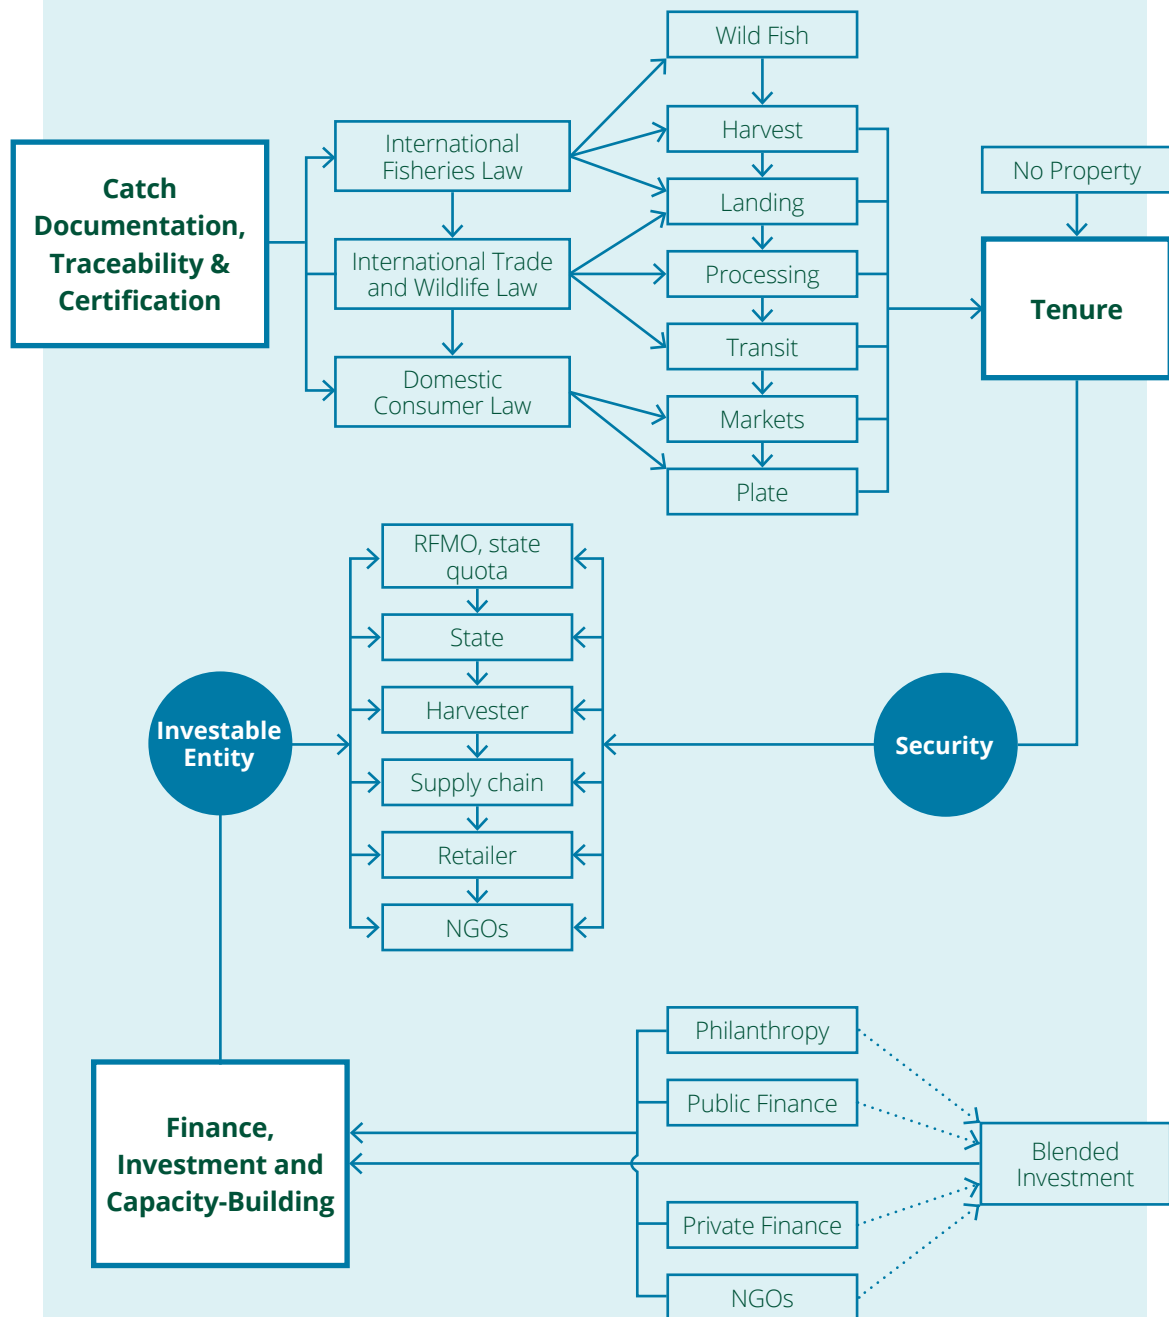 Catch
Documentation,
Traceability &
Certification
International
Fisheries Law
International Trade
and Wildlife Law
Domestic
Consumer Law
Wild Fish
Harvest
Landing
Processing
Transit
Markets
Plate
No Property
Tenure
RFMO, state
quota
State
Harvester
Supply chain
Retailer
NGOs
Investable
Entity
Security
Finance,
Investment and
Capacity-Building
Philanthropy
Public Finance
Private Finance
NGOs
Blended
Investment